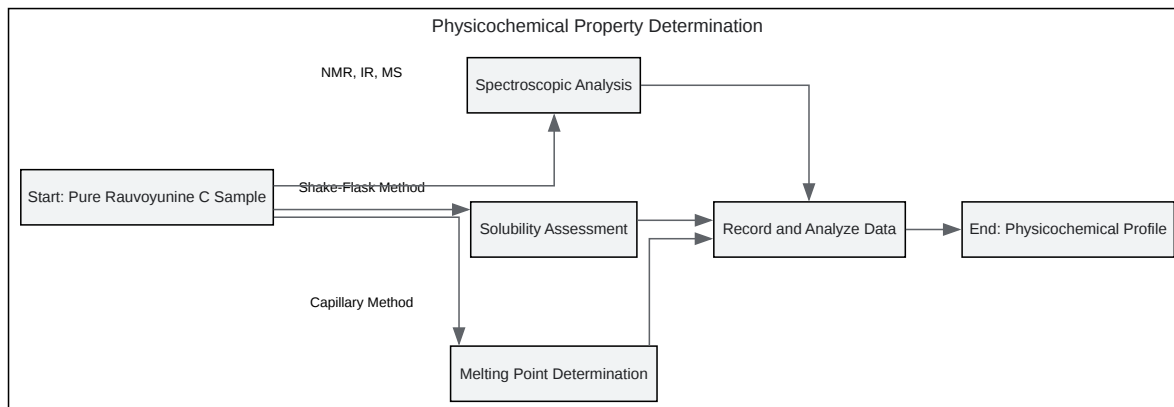 Physicochemical Property Determination
NMR, IR, MS
Spectroscopic Analysis
Start: Pure Rauvoyunine C Sample
Shake-Flask Method
Solubility Assessment
Record and Analyze Data
End: Physicochemical Profile
Capillary Method
Melting Point Determination